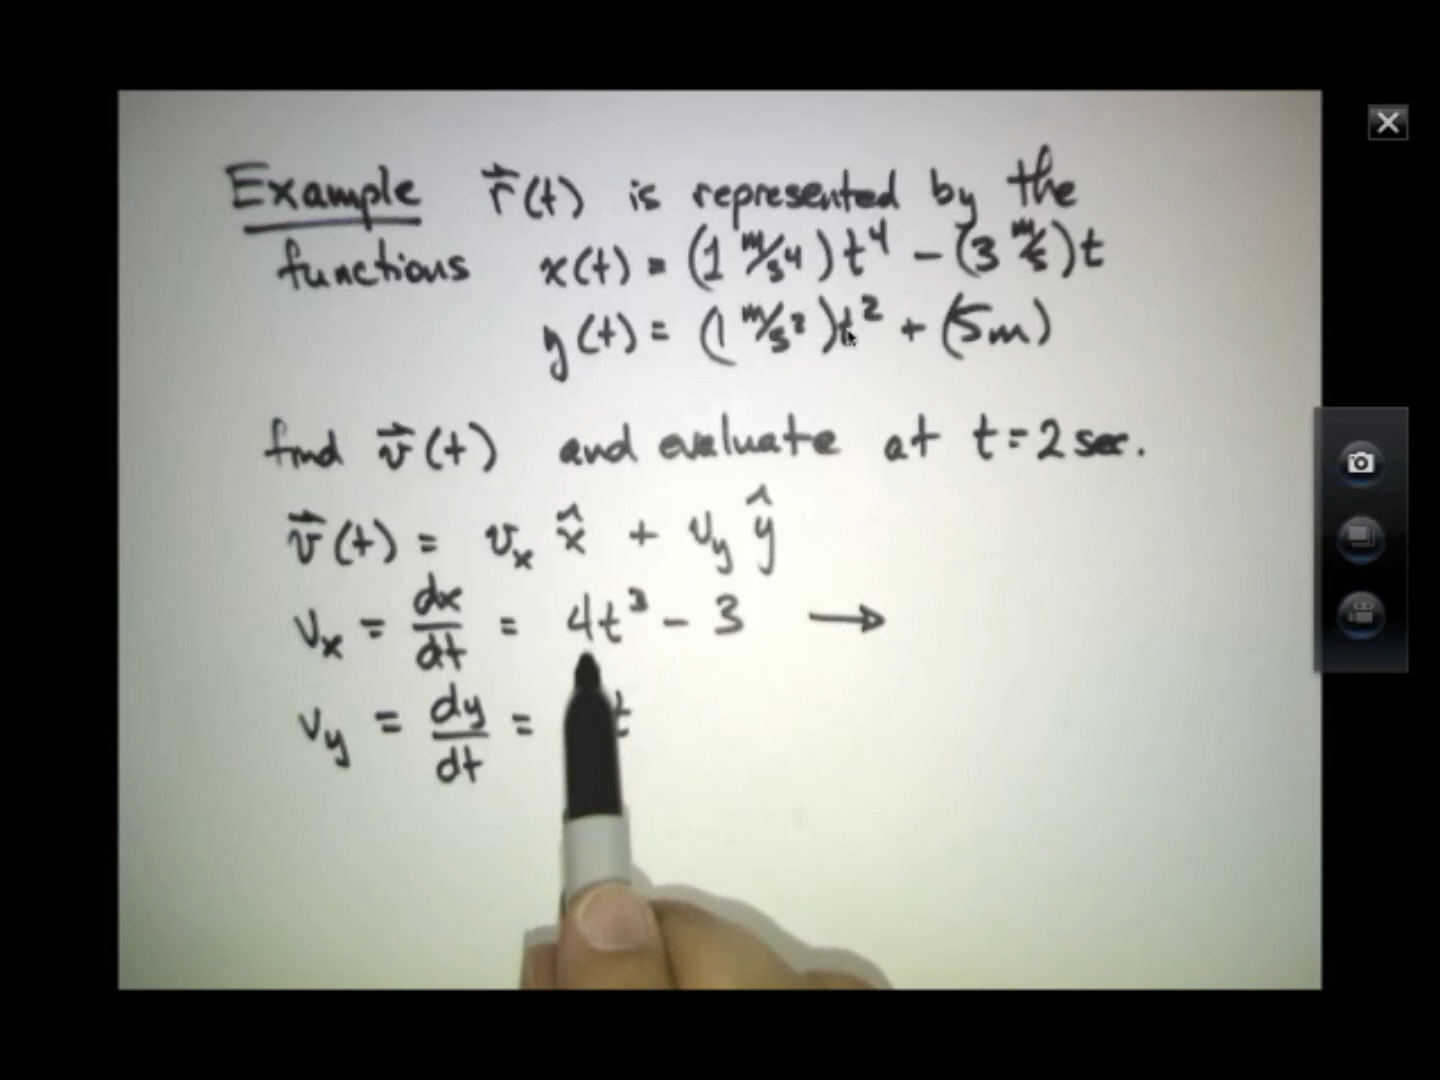 Example r⃗(t) is represented by the
functions x(t) = (1 m/s⁴)t⁴ - (3 m/s)t
y(t) = (1 m/s²)t² + (5m)
find v⃗(t) and evaluate at t=2 sec.
v⃗(t) = vₓ x̂ + v_y ŷ
vₓ = dx/dt = 4t³ - 3 →
v_y = dy/dt = t